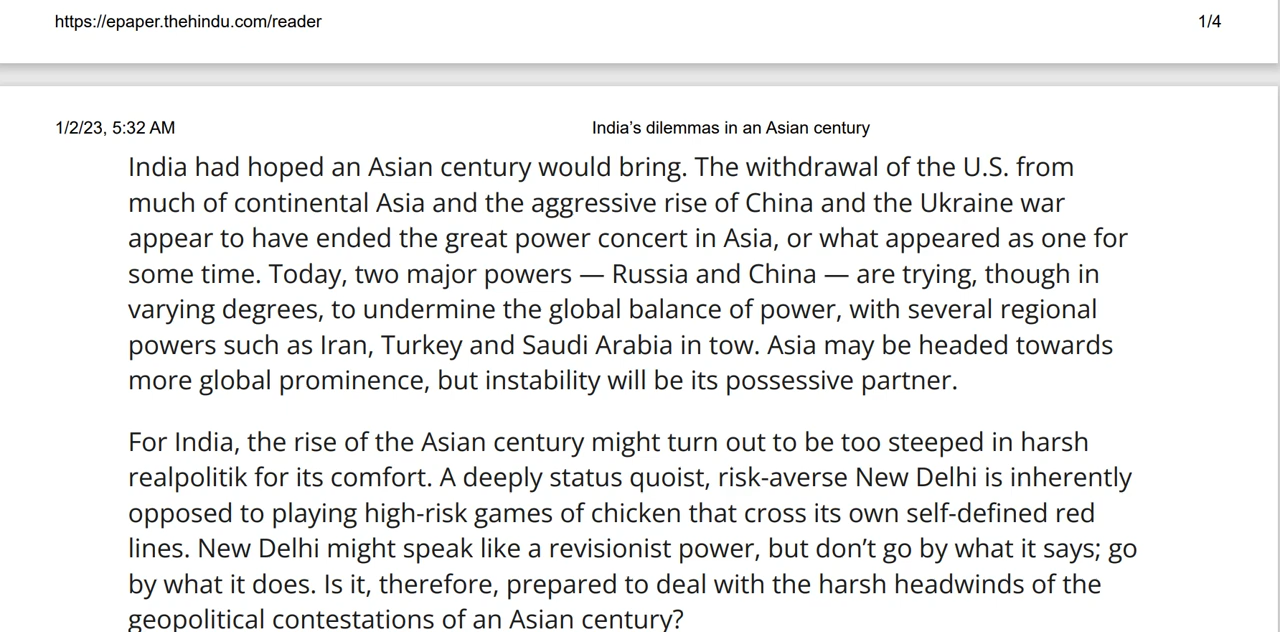 https://epaper.thehindu.com/reader 1/4
1/2/23, 5:32 AM India’s dilemmas in an Asian century
India had hoped an Asian century would bring. The withdrawal of the U.S. from
much of continental Asia and the aggressive rise of China and the Ukraine war
appear to have ended the great power concert in Asia, or what appeared as one for
some time. Today, two major powers — Russia and China — are trying, though in
varying degrees, to undermine the global balance of power, with several regional
powers such as Iran, Turkey and Saudi Arabia in tow. Asia may be headed towards
more global prominence, but instability will be its possessive partner.
For India, the rise of the Asian century might turn out to be too steeped in harsh
realpolitik for its comfort. A deeply status quoist, risk-averse New Delhi is inherently
opposed to playing high-risk games of chicken that cross its own self-defined red
lines. New Delhi might speak like a revisionist power, but don’t go by what it says; go
by what it does. Is it, therefore, prepared to deal with the harsh headwinds of the
geopolitical contestations of an Asian century?